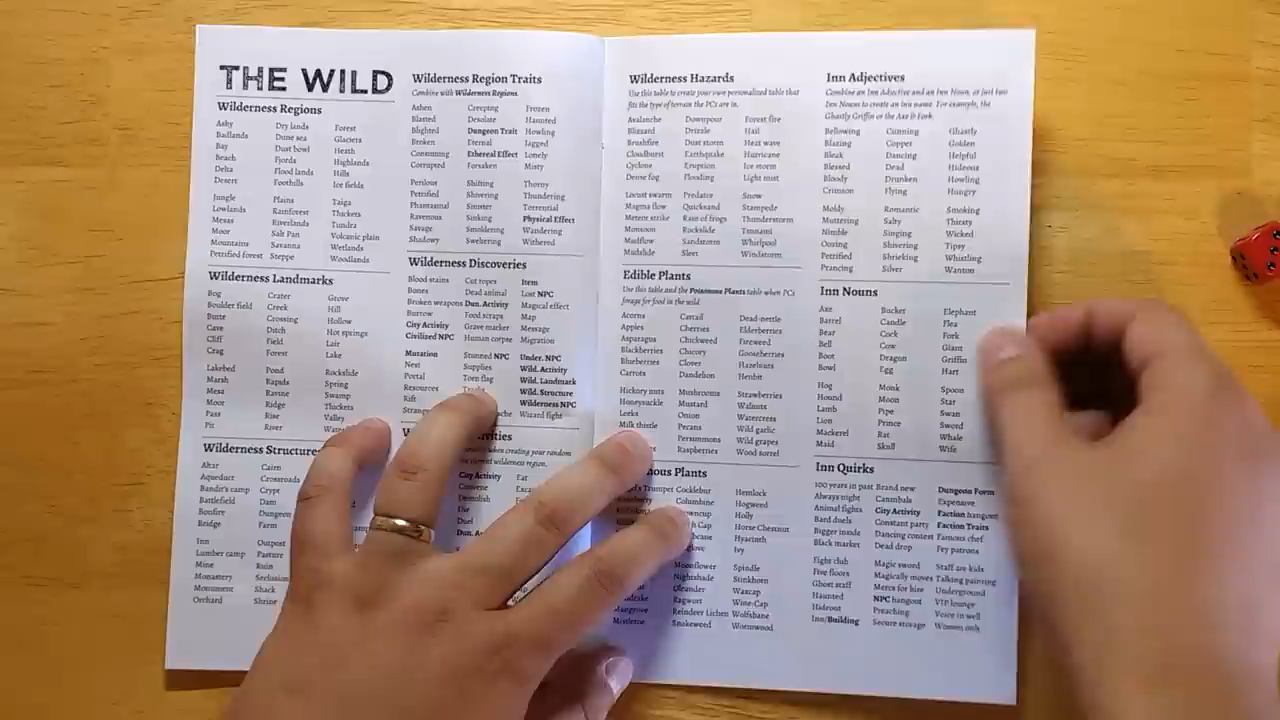 THE WILD
Wilderness Regions
Ashy Dry lands Forest
Badlands Dune sea Glaciers
Bay Dust bowl Heath
Beach Fjords Highlands
Delta Flood lands Hills
Desert Foothills Ice fields
Jungle Plains Taiga
Lowlands Rainforest Thickets
Mesas Riverlands Tundra
Moor Salt Pan Volcanic plain
Mountains Savanna Wetlands
Petrified forest Steppe Woodlands
Wilderness Landmarks
Bog Crater Grove
Boulder field Creek Hill
Butte Crossing Hollow
Cave Ditch Hot springs
Cliff Field Lair
Crag Forest Lake
Lakebed Pond Rockslide
Marsh Rapids Spring
Mesa Ravine Swamp
Moor Ridge Thickets
Pass Rise Valley
Pit River
Wilderness Structures
Altar Cairn
Aqueduct Crossroads
Bandit's camp Crypt
Battlefield Dam
Bonfire Dungeon
Bridge Farm
Inn Outpost
Lumber camp Pasture
Mine Ruin
Monastery Seclusion
Monument Shack
Orchard Shrine
Wilderness Region Traits
Combine with Wilderness Regions.
Ashen Creeping Frozen
Blasted Desolate Haunted
Blighted Dungeon Trait Howling
Broken Eternal Jagged
Consuming Ethereal Effect Lonely
Corrupted Forsaken Misty
Perilous Shifting Thorny
Petrified Shivering Thundering
Phantasmal Sinister Torrential
Ravenous Sinking Physical Effect
Savage Smoldering Wandering
Shadowy Sweltering Withered
Wilderness Discoveries
Blood stains Cut ropes Item
Bones Dead animal Lost NPC
Broken weapons Dun. Activity Magical effect
Burrow Food scraps Map
City Activity Grave marker Message
Civilised NPC Human corpse Migration
Mutation Stunned NPC Under. NPC
Nest Supplies Wild. Activity
Portal Torn flag Wild. Landmark
Resources Tracks Wild. Structure
Rift Wilderness NPC
Wizard fight
when creating your random
current wilderness region.
City Activity Eat
Convene
Demolish
Die
Duel
Wilderness Hazards
Use this table to create your own personalized table that
fits the type of terrain the PCs are in.
Avalanche Downpour Forest fire
Blizzard Drizzle Hail
Brushfire Dust storm Heat wave
Cloudburst Earthquake Hurricane
Cyclone Eruption Ice storm
Dense fog Flooding Light mist
Locust swarm Predator Snow
Magma flow Quicksand Stampede
Meteor strike Rain of frogs Thunderstorm
Monsoon Rockslide Tsunami
Mudflow Sandstorm Whirlpool
Mudslide Sleet Windstorm
Edible Plants
Use this and the Poisonous Plants table when PCs
forage for food in the wild.
Acorns Cattail Dead-nettle
Apples Cherries Elderberries
Asparagus Chickweed Fireweed
Blackberries Chicory Gooseberries
Blueberries Clover Hazelnuts
Carrots Dandelion Henbit
Hickory nuts Mushrooms Strawberries
Honeysuckle Mustard Walnuts
Leeks Onion Watercress
Milk thistle Pecans Wild garlic
Persimmons Wild grapes
Raspberries Wood sorrel
Plants
Cocklebur Hemlock
Columbine Hogweed
Holly
Horse Chestnut
Hyacinth
Ivy
Moonflower Spindle
Nightshade Stinkhorn
Oleander Waxcap
Ragwort Wine-Cap
Reindeer Lichen Wolfsbane
Mistletoe Snakeweed Wormwood
Inn Adjectives
Combine an Inn Adjective and an Inn Noun, or just two
Inn Nouns to create an Inn name. For example, the
Ghastly Griffin or the Axe & Fork.
Bellowing Cunning Ghastly
Blazing Copper Golden
Bleak Dancing Helpful
Blessed Dead Hideous
Bloody Drunken Howling
Crimson Flying Hungry
Moldy Romantic Smoking
Muttering Salty Thirsty
Nimble Singing Wicked
Oozing Shivering Tipsy
Petrified Shrieking Whistling
Prancing Silver Wanton
Inn Nouns
Axe Bucker Elephant
Barrel Candle Flea
Bear Cock Fork
Bell Cow Giant
Boot Dragon Griffin
Bowl Egg Hart
Hog Monk Spoon
Hound Moon Star
Lamb Pipe Swan
Lion Prince Sword
Mackerel Rat Whale
Maid Skull Wife
Inn Quirks
100 years in past Brand new Dungeon Form
Always night Cannibals Expensive
Animal fights City Activity Faction hangout
Bard duels Constant party Faction Traits
Bigger inside Dancing contest Famous chef
Black market Dead drop Fey patrons
Fight club Magic sword Staff are kids
Five floors Magically moves Talking painting
Ghost staff Mercs for hire Underground
Haunted NPC hangout VIP lounge
Hideout Preaching Voice in well
Inn/Building Secure storage Women only